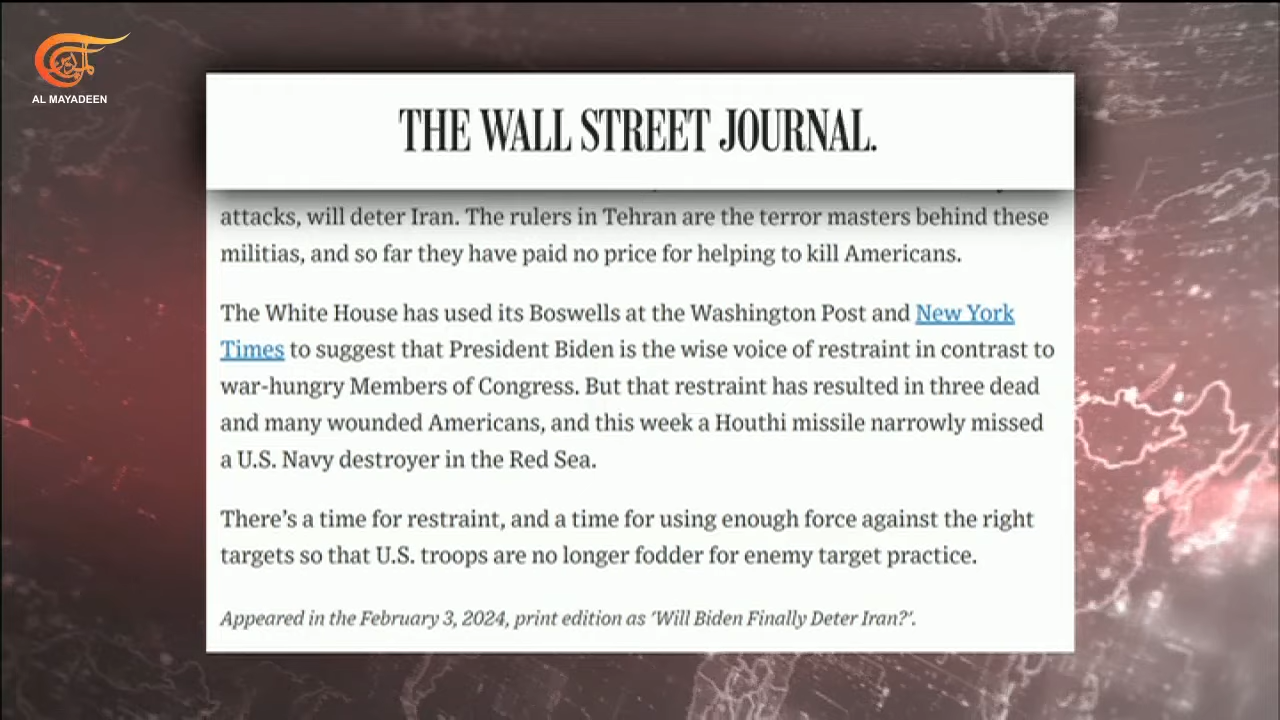 AL MAYADEEN
THE WALL STREET JOURNAL.
attacks, will deter Iran. The rulers in Tehran are the terror masters behind these
militias, and so far they have paid no price for helping to kill Americans.
The White House has used its Boswells at the Washington Post and New York
Times to suggest that President Biden is the wise voice of restraint in contrast to
war-hungry Members of Congress. But that restraint has resulted in three dead
and many wounded Americans, and this week a Houthi missile narrowly missed
a U.S. Navy destroyer in the Red Sea.
There’s a time for restraint, and a time for using enough force against the right
targets so that U.S. troops are no longer fodder for enemy target practice.
Appeared in the February 3, 2024, print edition as ‘Will Biden Finally Deter Iran?’.